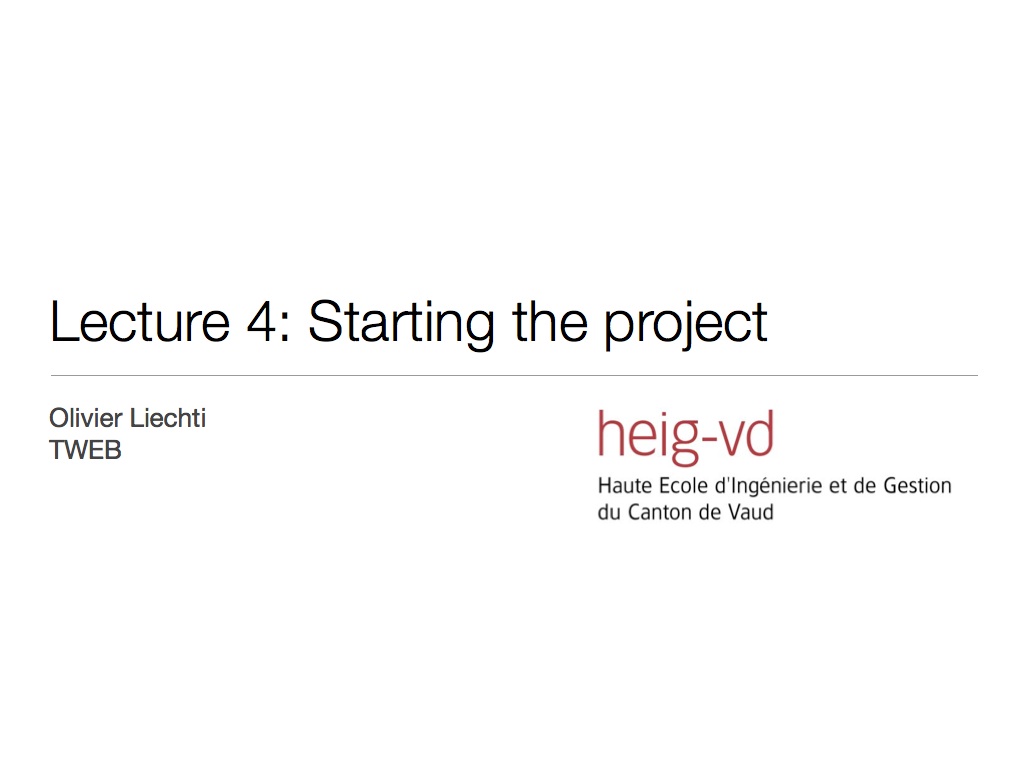 Lecture 4: Starting the project
Olivier Liechti
TWEB
heig-vd
Haute Ecole d'Ingénierie et de Gestion
du Canton de Vaud